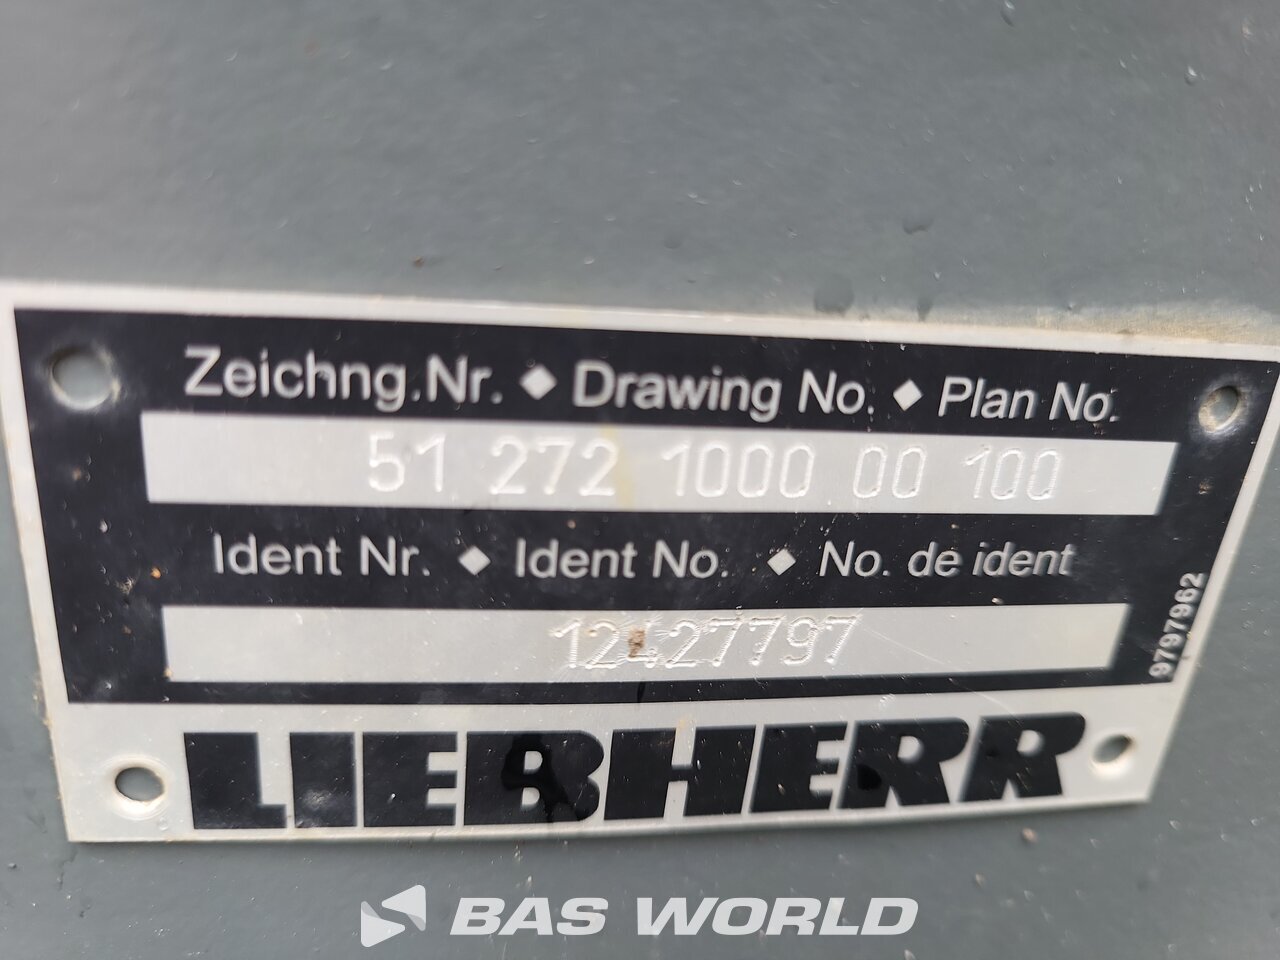 Zeichng.Nr. ◆ Drawing No. ◆ Plan No.
51 272 1000 00 100
Ident Nr. ◆ Ident No. ◆ No. de ident
12427797
9797962
LIEBHERR
BAS WORLD